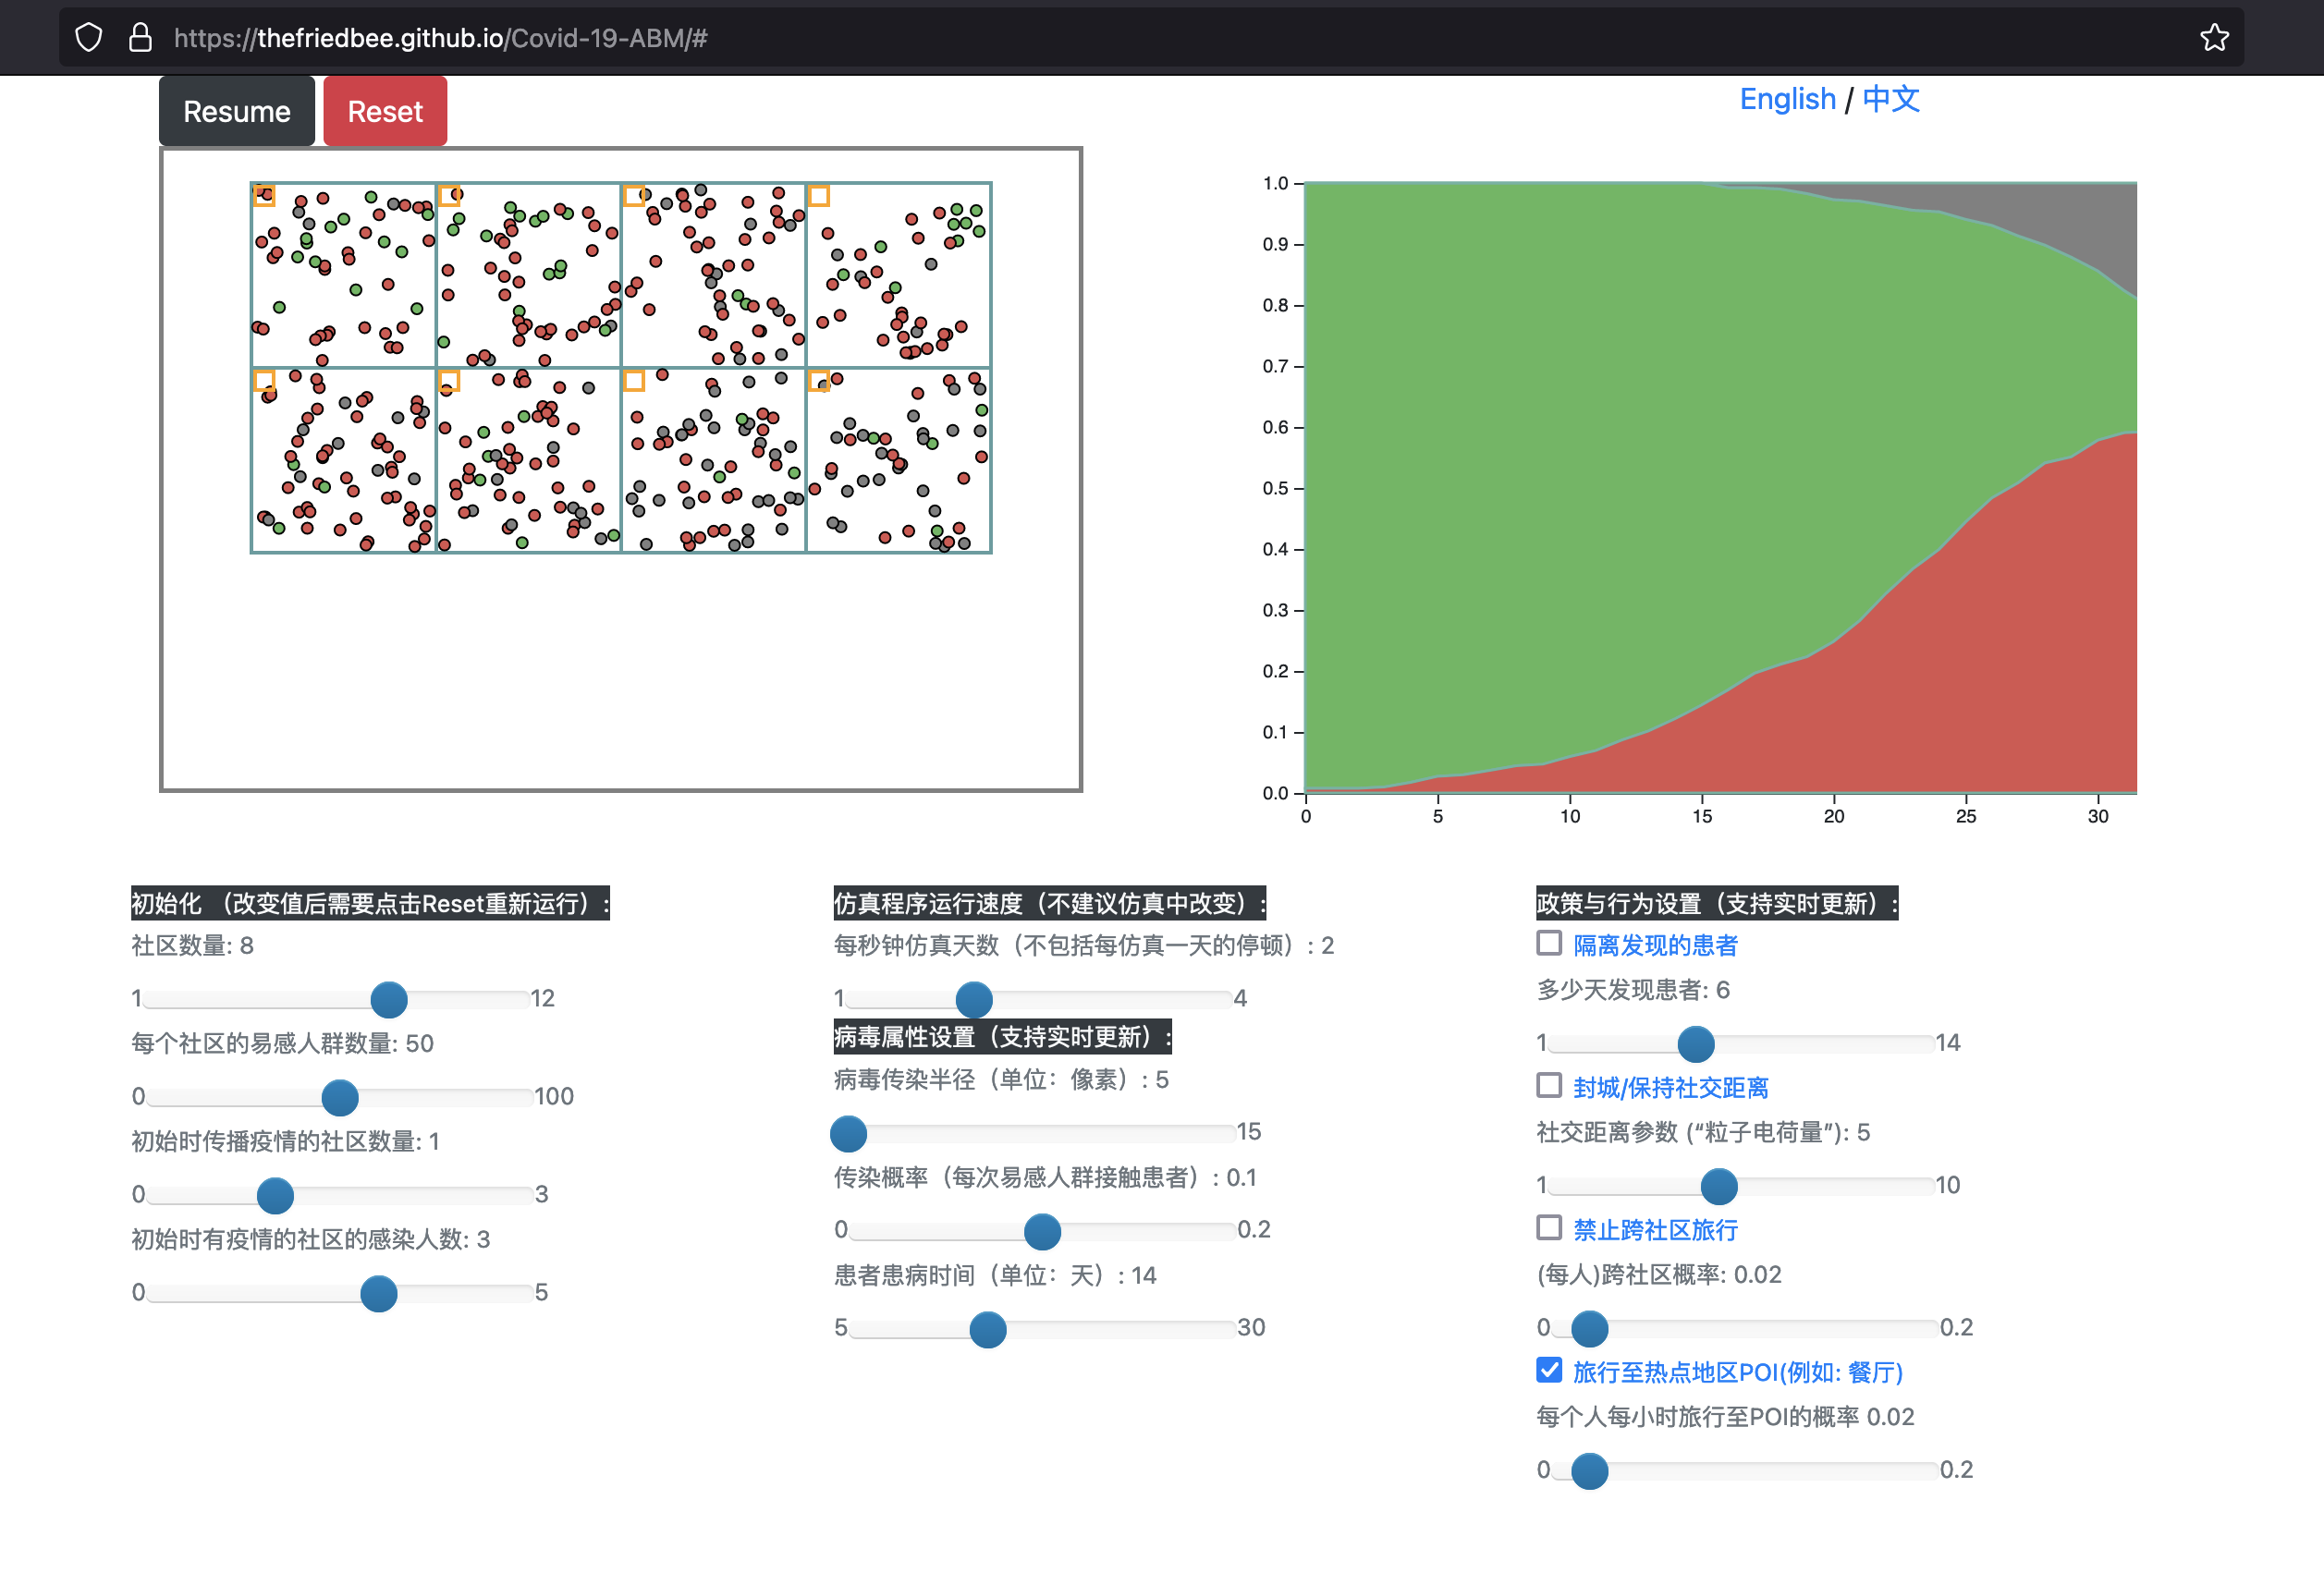 https://thefriedbee.github.io/Covid-19-ABM/#
Resume Reset
English / 中文
1.0
0.9
0.8
0.7
0.6
0.5
0.4
0.3
0.2
0.1
0.0
0 5 10 15 20 25 30
初始化 （改变值后需要点击Reset重新运行）:
社区数量: 8
1 12
每个社区的易感人群数量: 50
0 100
初始时传播疫情的社区数量: 1
0 3
初始时有疫情的社区的感染人数: 3
0 5
仿真程序运行速度（不建议仿真中改变）:
每秒钟仿真天数（不包括每仿真一天的停顿）: 2
1 4
病毒属性设置（支持实时更新）:
病毒传染半径（单位：像素）: 5
15
传染概率（每次易感人群接触患者）: 0.1
0 0.2
患者患病时间（单位：天）: 14
5 30
政策与行为设置（支持实时更新）:
隔离发现的患者
多少天发现患者: 6
1 14
封城/保持社交距离
社交距离参数 (“粒子电荷量”): 5
1 10
禁止跨社区旅行
(每人)跨社区概率: 0.02
0 0.2
旅行至热点地区POI(例如: 餐厅)
每个人每小时旅行至POI的概率 0.02
0 0.2